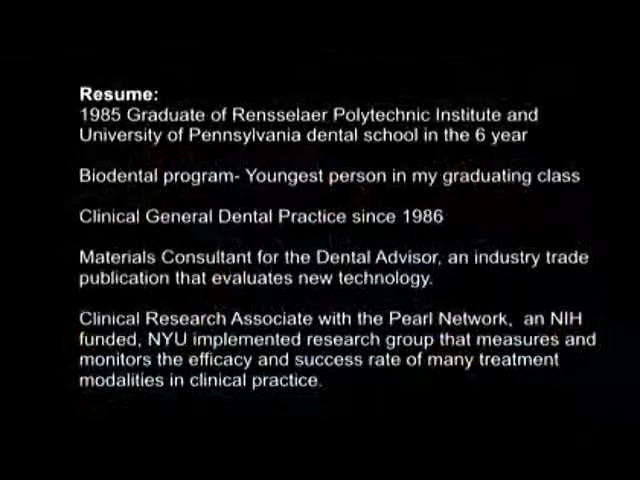 Resume:
1985 Graduate of Rensselaer Polytechnic Institute and
University of Pennsylvania dental school in the 6 year
Biodental program- Youngest person in my graduating class
Clinical General Dental Practice since 1986
Materials Consultant for the Dental Advisor, an industry trade
publication that evaluates new technology.
Clinical Research Associate with the Pearl Network,  an NIH
funded, NYU implemented research group that measures and
monitors the efficacy and success rate of many treatment
modalities in clinical practice.